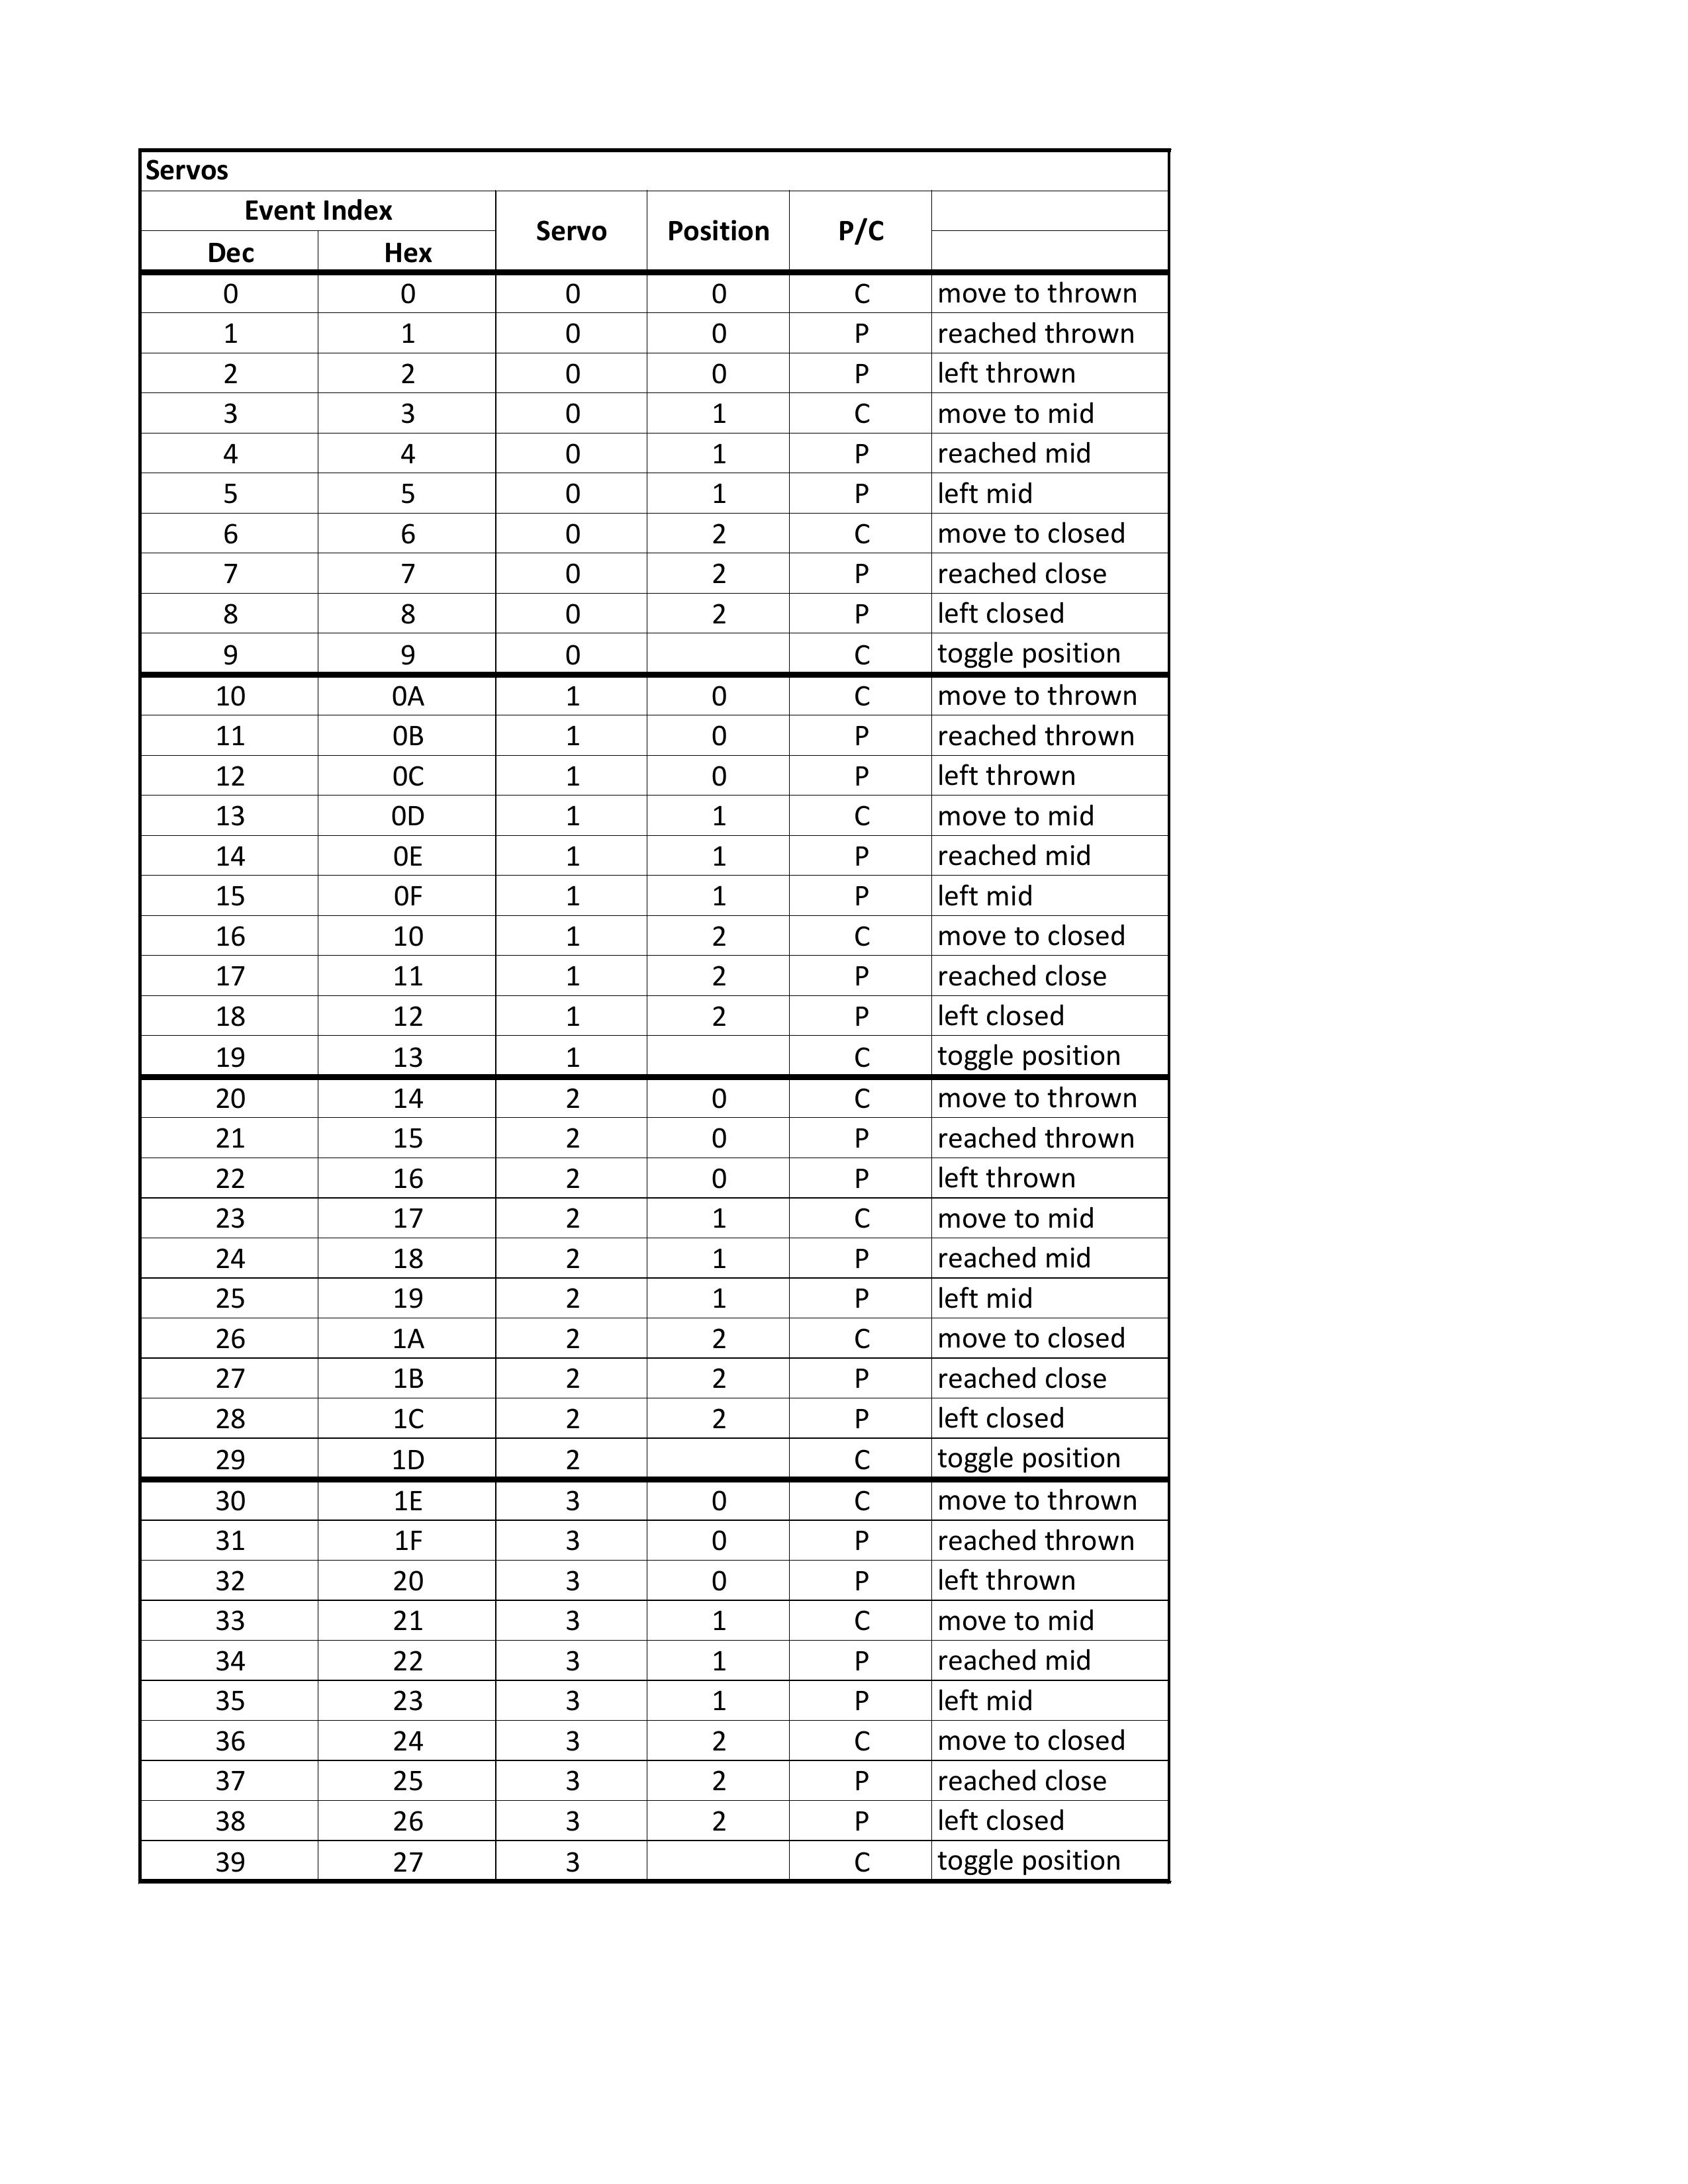 Servos
Event Index Servo Position P/C
Dec Hex
0 0 0 0 C move to thrown
1 1 0 0 P reached thrown
2 2 0 0 P left thrown
3 3 0 1 C move to mid
4 4 0 1 P reached mid
5 5 0 1 P left mid
6 6 0 2 C move to closed
7 7 0 2 P reached close
8 8 0 2 P left closed
9 9 0 C toggle position
10 0A 1 0 C move to thrown
11 0B 1 0 P reached thrown
12 0C 1 0 P left thrown
13 0D 1 1 C move to mid
14 0E 1 1 P reached mid
15 0F 1 1 P left mid
16 10 1 2 C move to closed
17 11 1 2 P reached close
18 12 1 2 P left closed
19 13 1 C toggle position
20 14 2 0 C move to thrown
21 15 2 0 P reached thrown
22 16 2 0 P left thrown
23 17 2 1 C move to mid
24 18 2 1 P reached mid
25 19 2 1 P left mid
26 1A 2 2 C move to closed
27 1B 2 2 P reached close
28 1C 2 2 P left closed
29 1D 2 C toggle position
30 1E 3 0 C move to thrown
31 1F 3 0 P reached thrown
32 20 3 0 P left thrown
33 21 3 1 C move to mid
34 22 3 1 P reached mid
35 23 3 1 P left mid
36 24 3 2 C move to closed
37 25 3 2 P reached close
38 26 3 2 P left closed
39 27 3 C toggle position